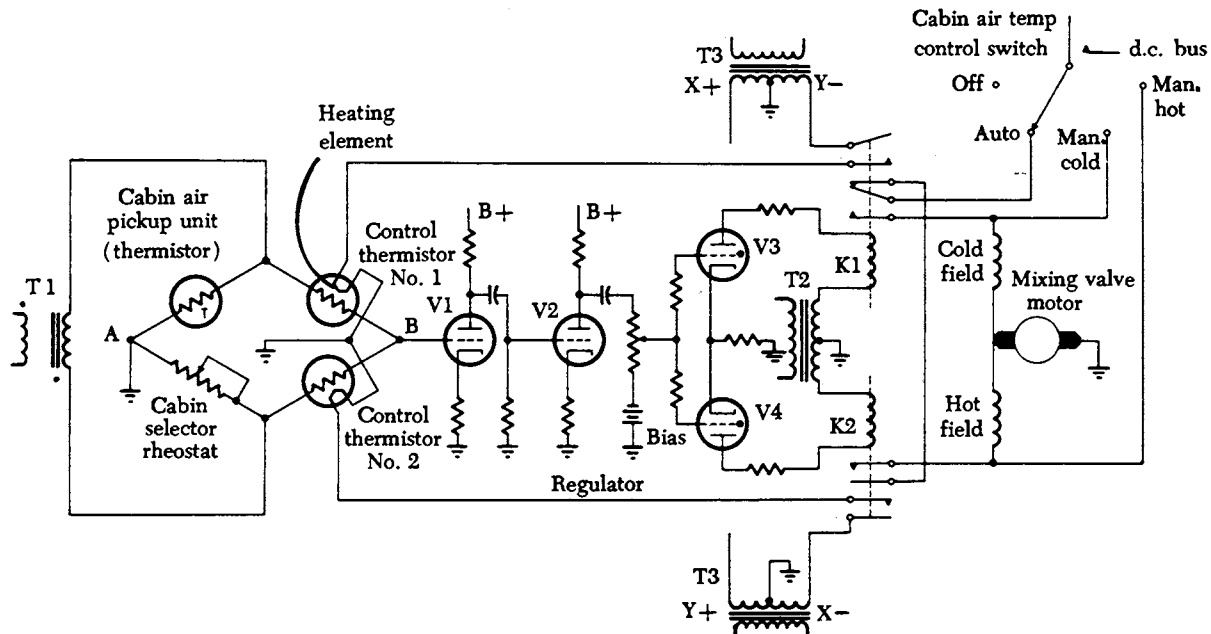 Cabin air temp
control switch
d.c. bus
Off
Man.
hot
Auto
Man.
cold
T3
X+
Y-
Heating
element
Cabin air
pickup unit
(thermistor)
Control
thermistor
No. 1
B+
B+
V1
V2
V3
T2
K1
Cold
field
Mixing valve
motor
T 1
T
A
B
Cabin
selector
rheostat
Control
thermistor
No. 2
Bias
V4
K2
Hot
field
Regulator
T3
Y+
X-